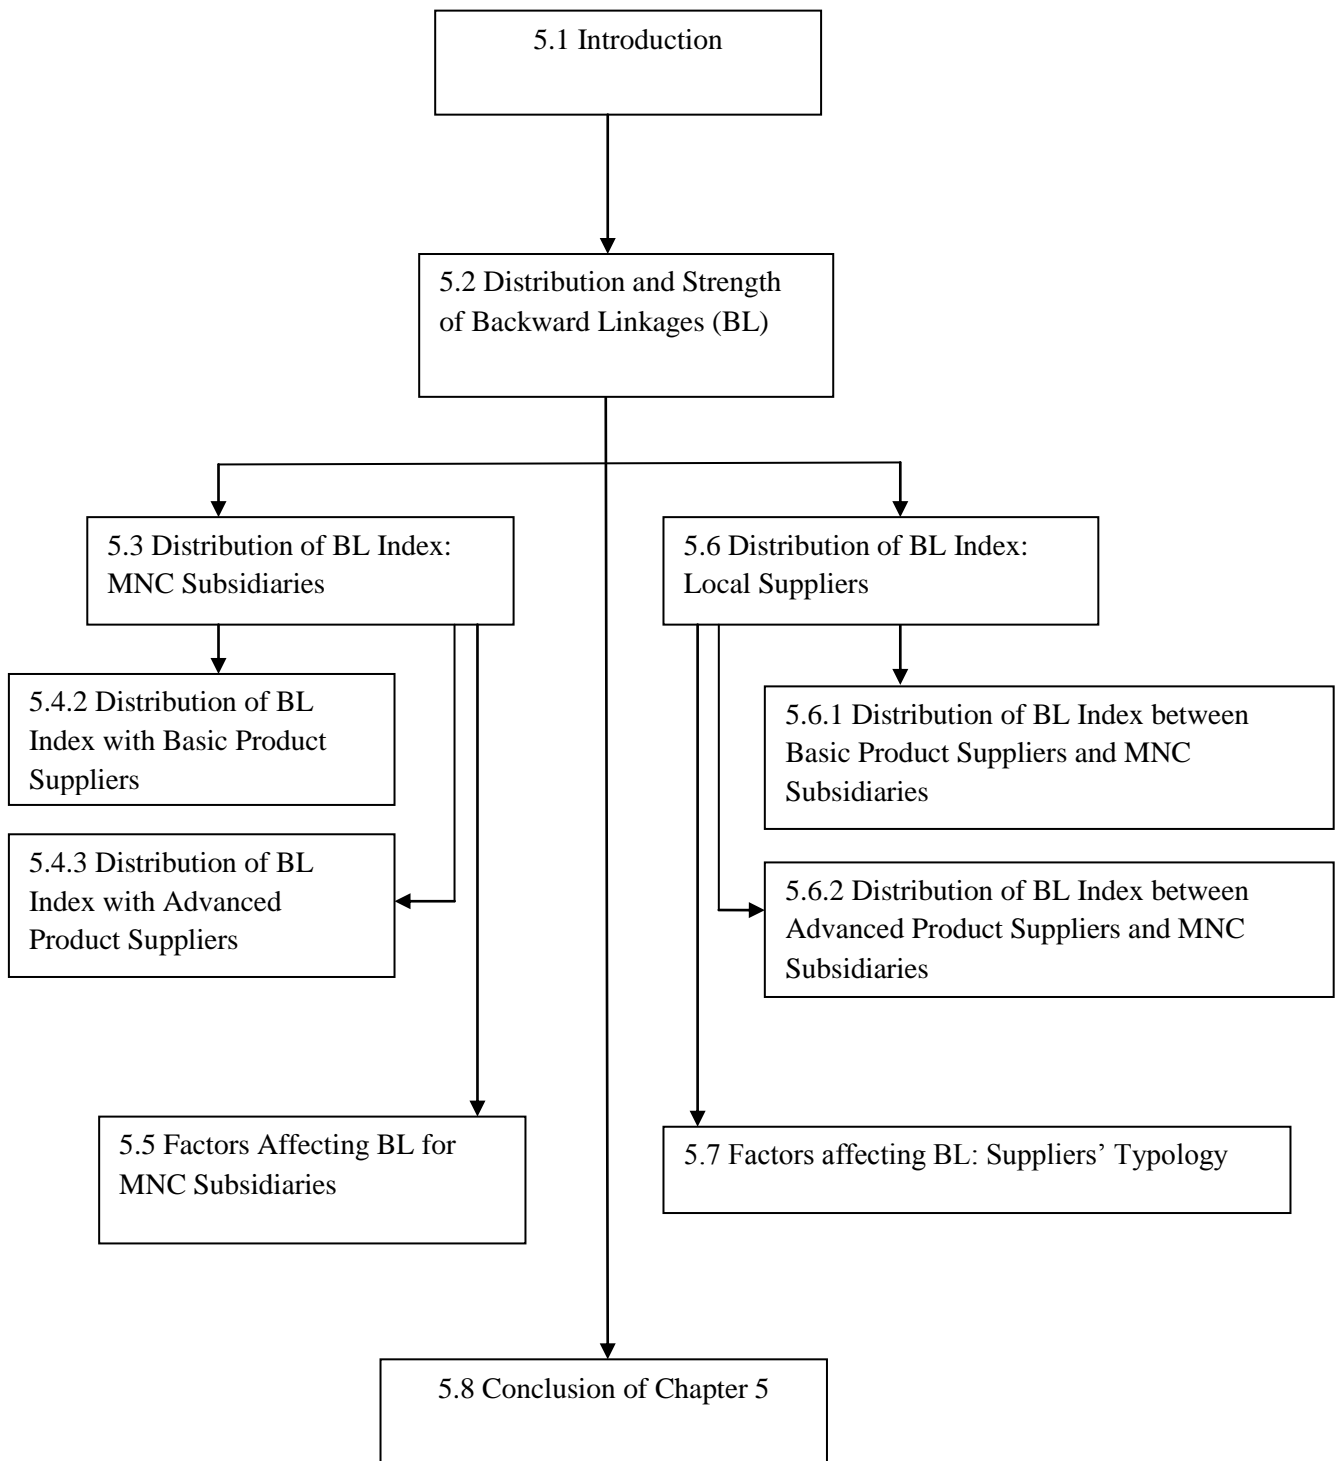 5.1 Introduction
5.2 Distribution and Strength
of Backward Linkages (BL)
5.3 Distribution of BL Index:
MNC Subsidiaries
5.6 Distribution of BL Index:
Local Suppliers
5.4.2 Distribution of BL
Index with Basic Product
Suppliers
5.6.1 Distribution of BL Index between
Basic Product Suppliers and MNC
Subsidiaries
5.4.3 Distribution of BL
Index with Advanced
Product Suppliers
5.6.2 Distribution of BL Index between
Advanced Product Suppliers and MNC
Subsidiaries
5.5 Factors Affecting BL for
MNC Subsidiaries
5.7 Factors affecting BL: Suppliers’ Typology
5.8 Conclusion of Chapter 5